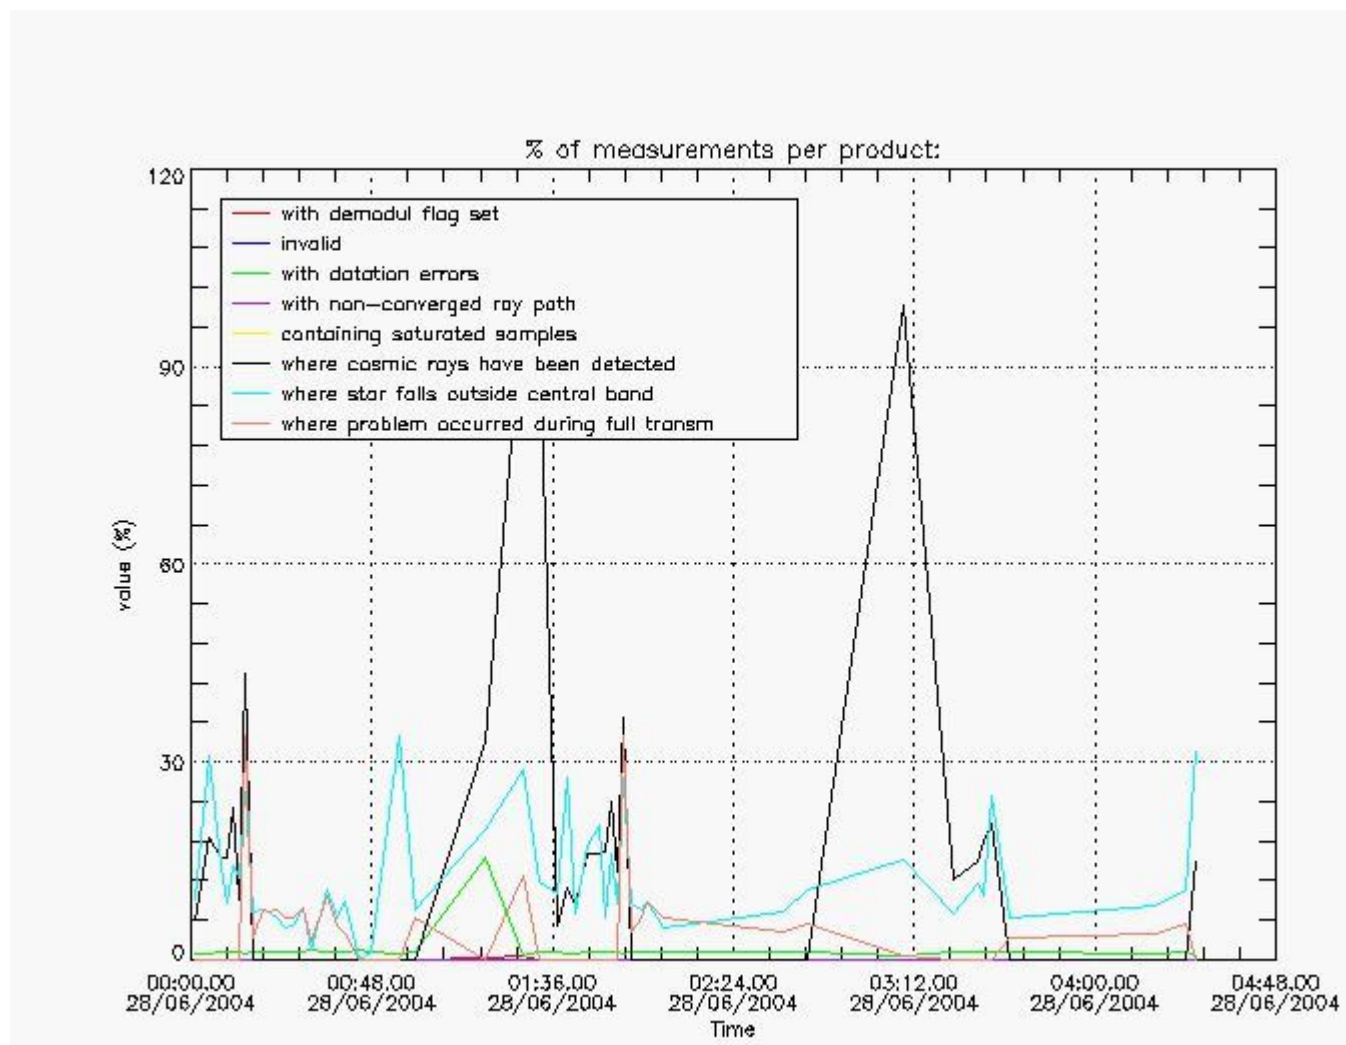 % of measurements per product:
120
with demodul flag set
invalid
with datation errors
with non-converged ray path
containing saturated samples
where cosmic rays have been detected
where star falls outside central band
where problem occurred during full transm
90
60
30
0
value (%)
00:00.00 00:48.00 01:36.00 02:24.00 03:12.00 04:00.00 04:48.00
28/06/2004 28/06/2004 28/06/2004 28/06/2004 28/06/2004 28/06/2004 28/06/2004
Time